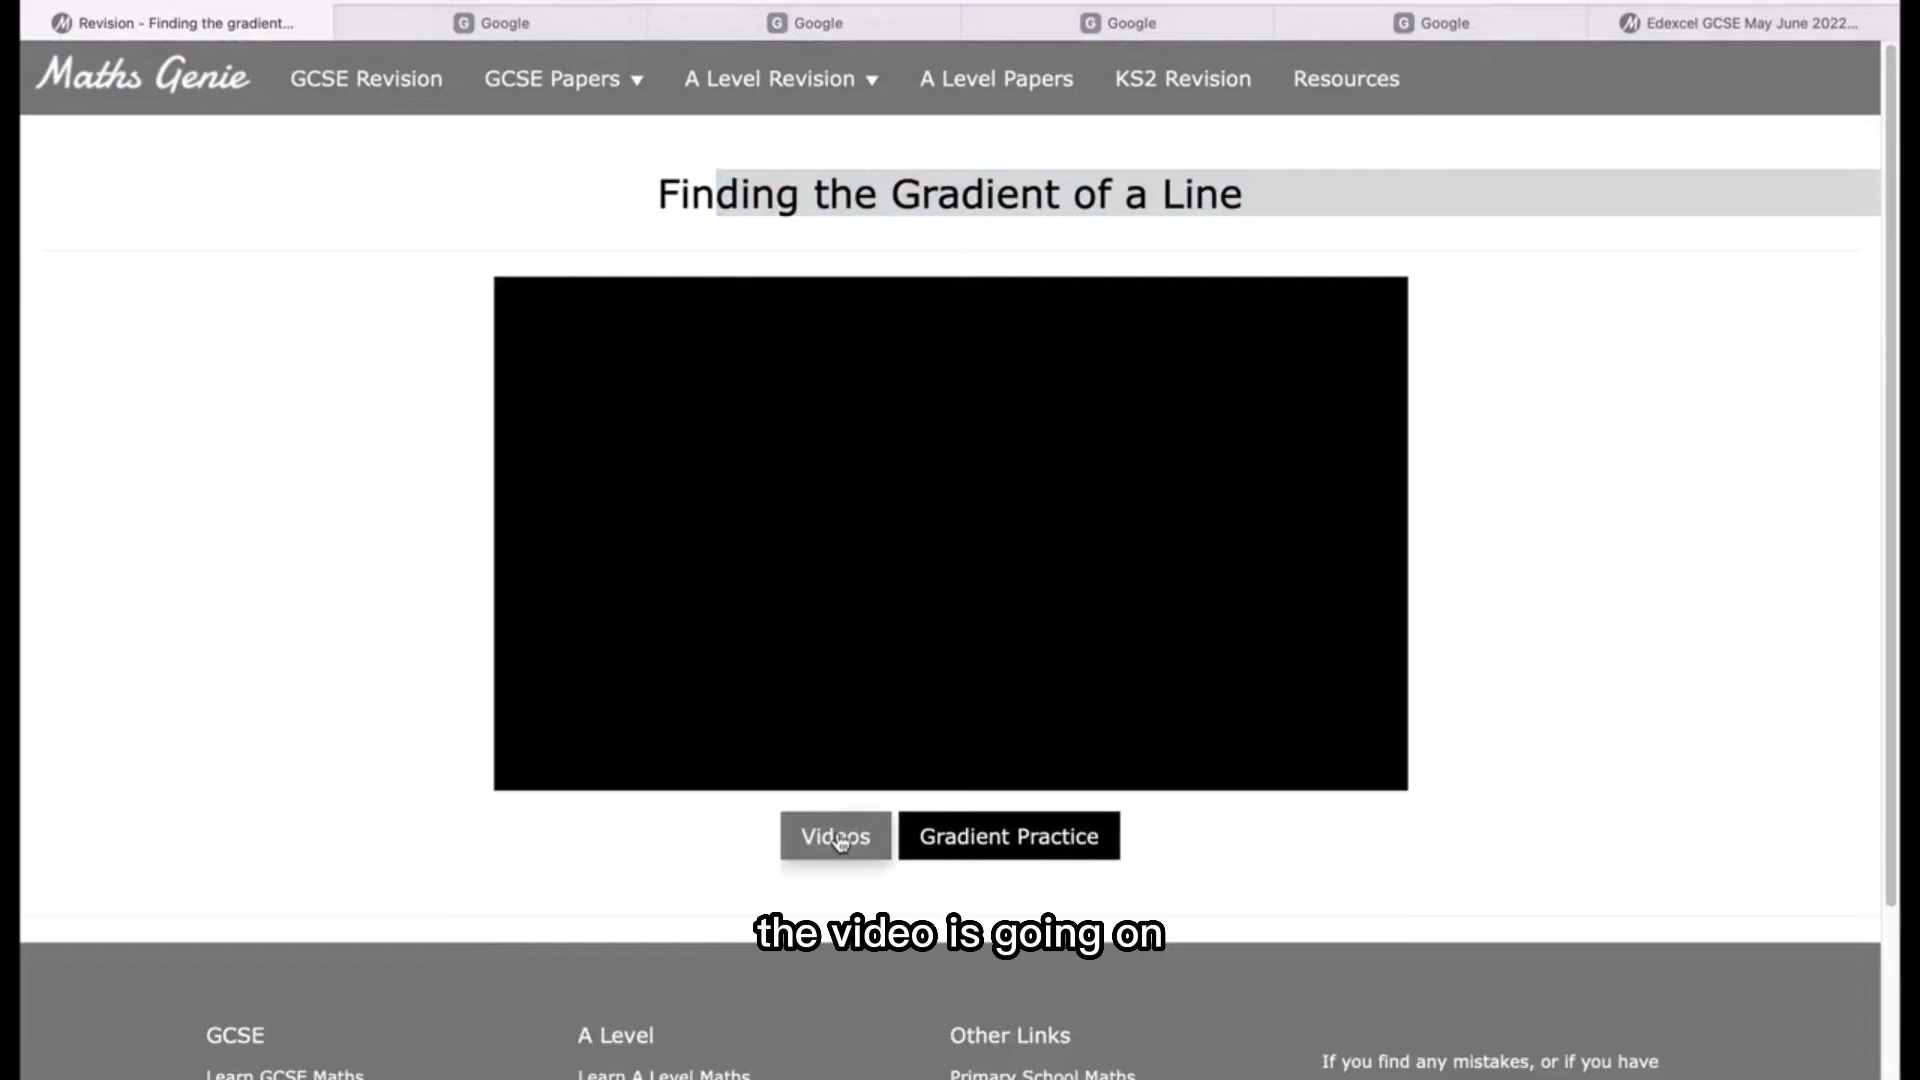 Revision - Finding the gradient...
Google
Google
Google
Google
Edexcel GCSE May June 2022...
Maths Genie
GCSE Revision
GCSE Papers ▼
A Level Revision ▼
A Level Papers
KS2 Revision
Resources
Finding the Gradient of a Line
Videos
Gradient Practice
the video is going on
GCSE
A Level
Other Links
If you find any mistakes, or if you have
Learn GCSE Maths
Learn A Level Maths
Primary School Maths